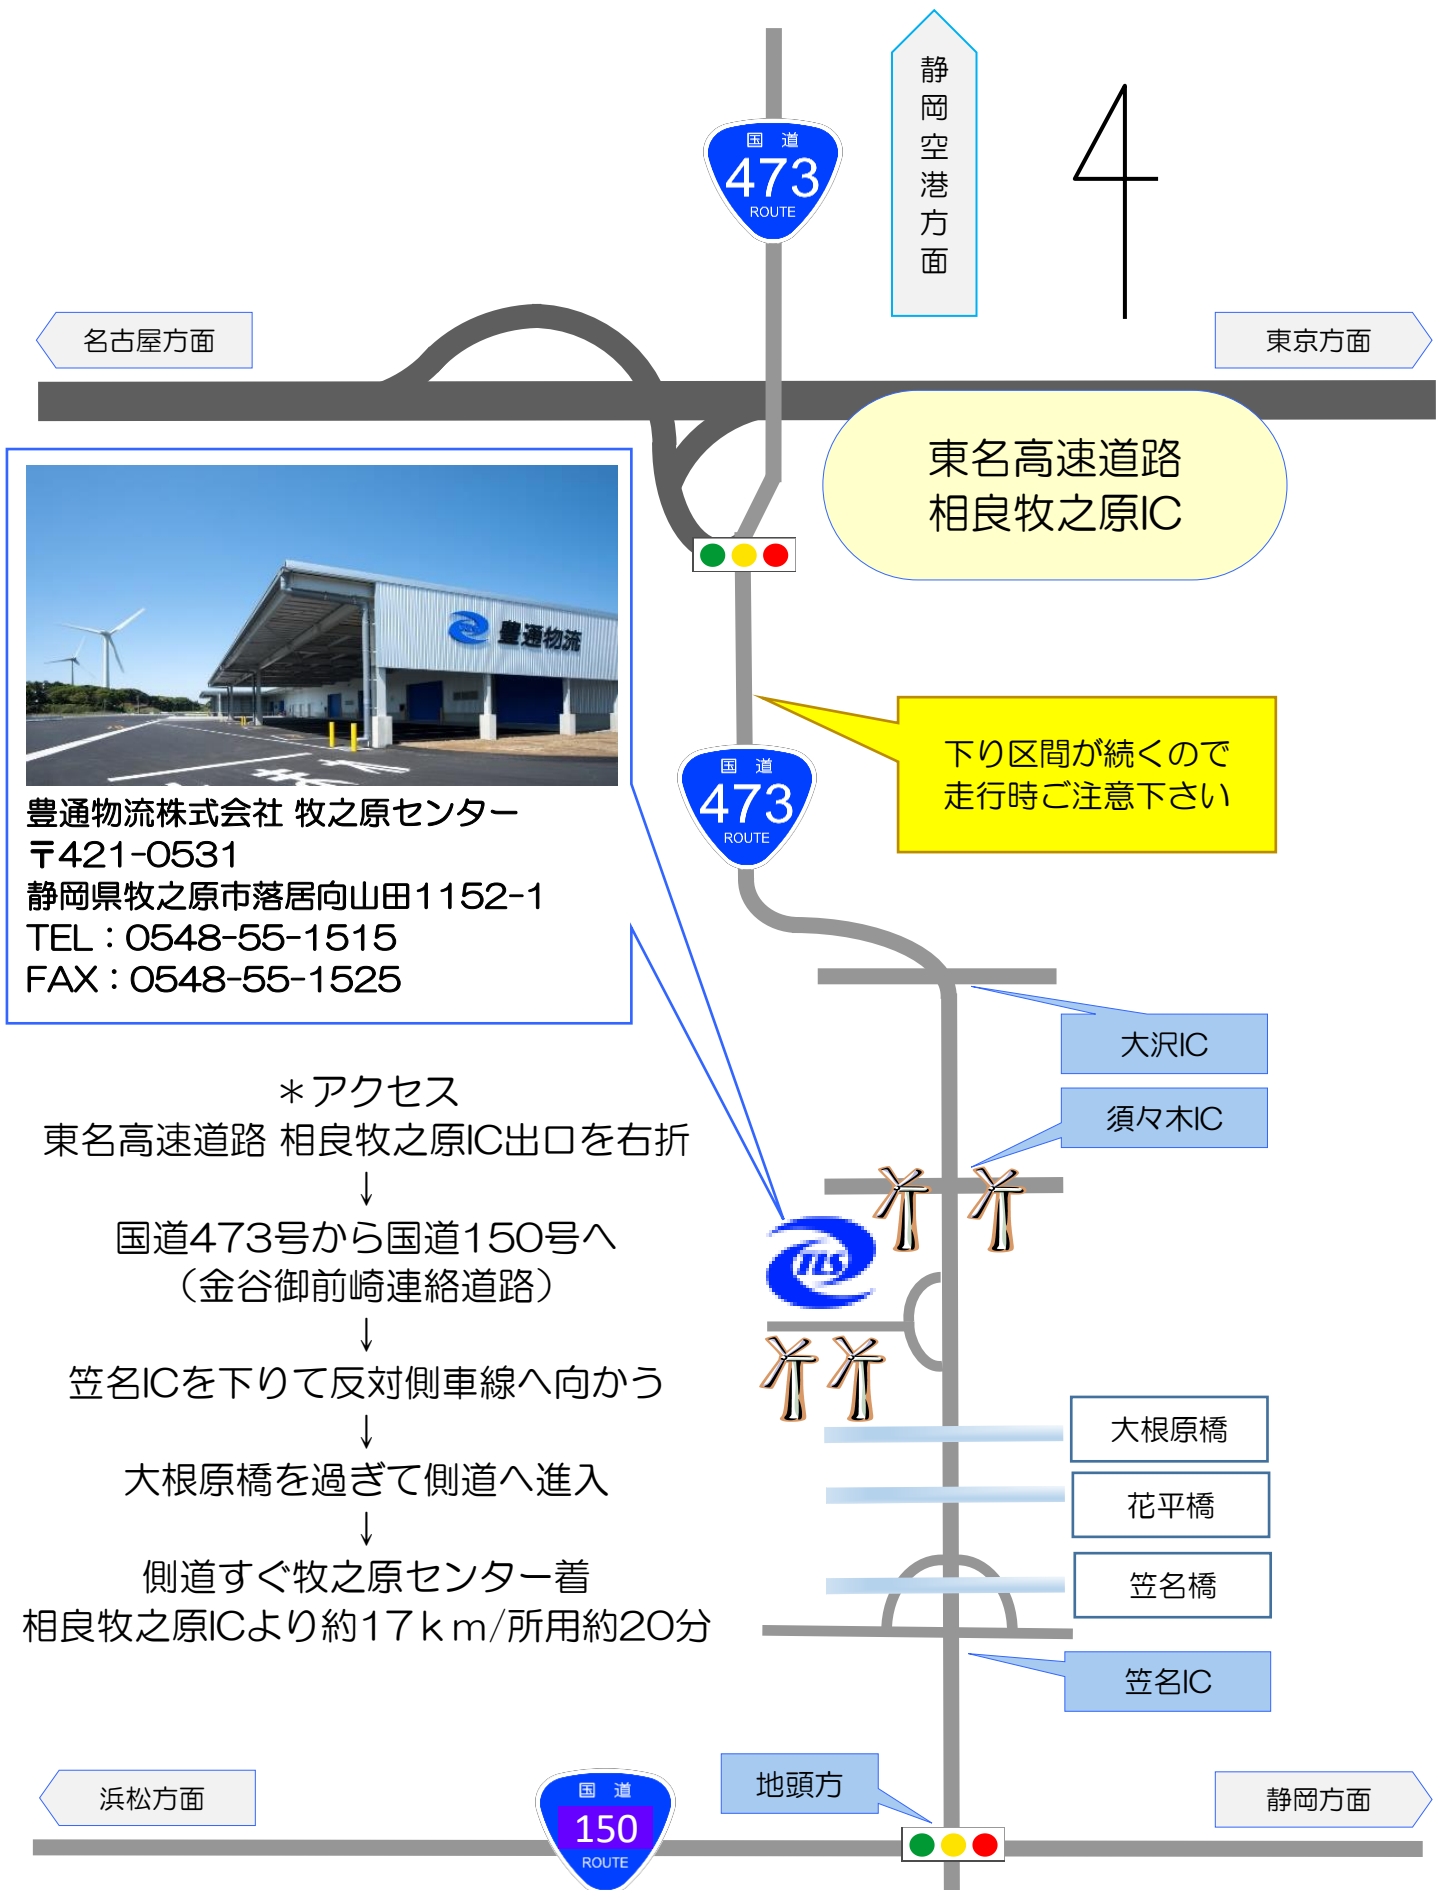 静岡空港方面
国道
473
ROUTE
名古屋方面
東京方面
東名高速道路
相良牧之原IC
豊通物流
下り区間が続くので
走行時ご注意下さい
国道
473
ROUTE
豊通物流株式会社 牧之原センター
〒421-0531
静岡県牧之原市落居向山田1152-1
TEL：0548-55-1515
FAX：0548-55-1525
大沢IC
須々木IC
TLS
＊アクセス
東名高速道路 相良牧之原IC出口を右折
↓
国道473号から国道150号へ
（金谷御前崎連絡道路）
↓
笠名ICを下りて反対側車線へ向かう
↓
大根原橋を過ぎて側道へ進入
↓
側道すぐ牧之原センター着
相良牧之原ICより約17ｋｍ/所用約20分
大根原橋
花平橋
笠名橋
笠名IC
地頭方
浜松方面
国道
150
ROUTE
静岡方面